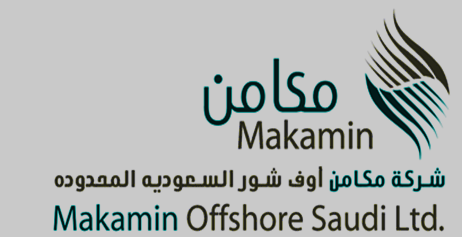 مكامن
Makamin
شركة مكامن أوف شور السعوديه المحدوده
Makamin Offshore Saudi Ltd.